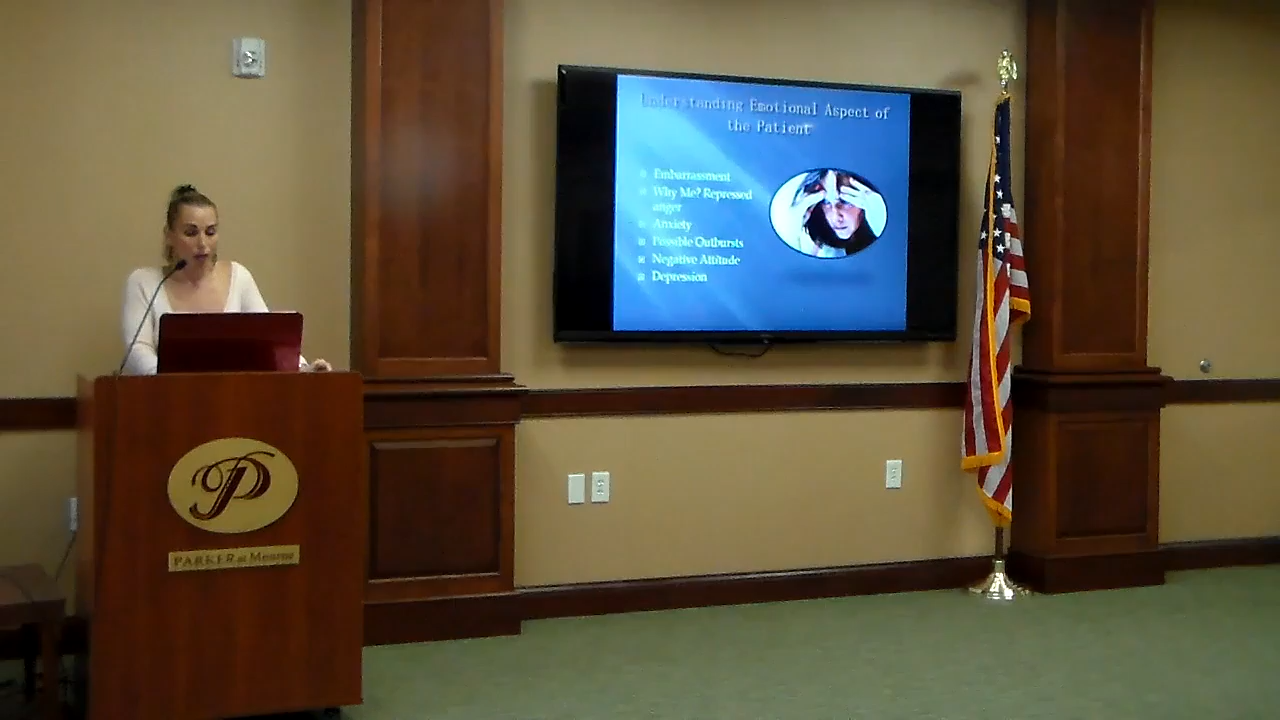 Understanding Emotional Aspect of
the Patient
Embarrassment
Why Me? Repressed
anger
Anxiety
Possible Outbursts
Negative Attitude
Depression
P
PARKER at Monroe